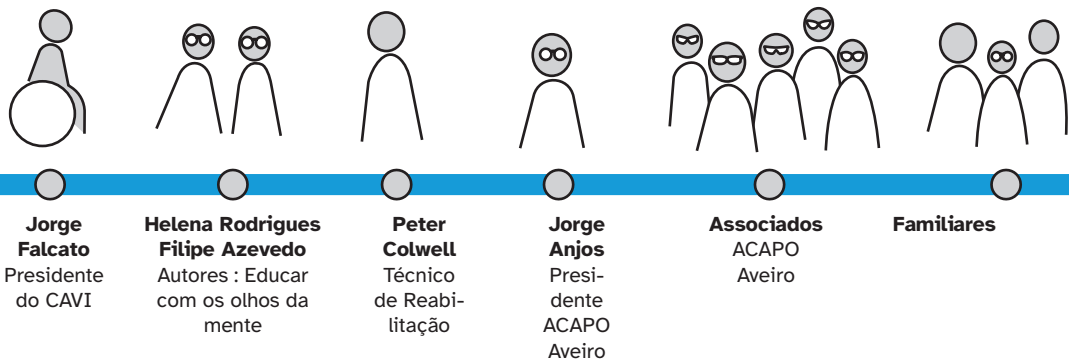 Jorge
Falcato
Presidente
do CAVI
Helena Rodrigues
Filipe Azevedo
Autores : Educar
com os olhos da
mente
Peter
Colwell
Técnico
de Reabi-
litação
Jorge
Anjos
Presi-
dente
ACAPO
Aveiro
Associados
ACAPO
Aveiro
Familiares